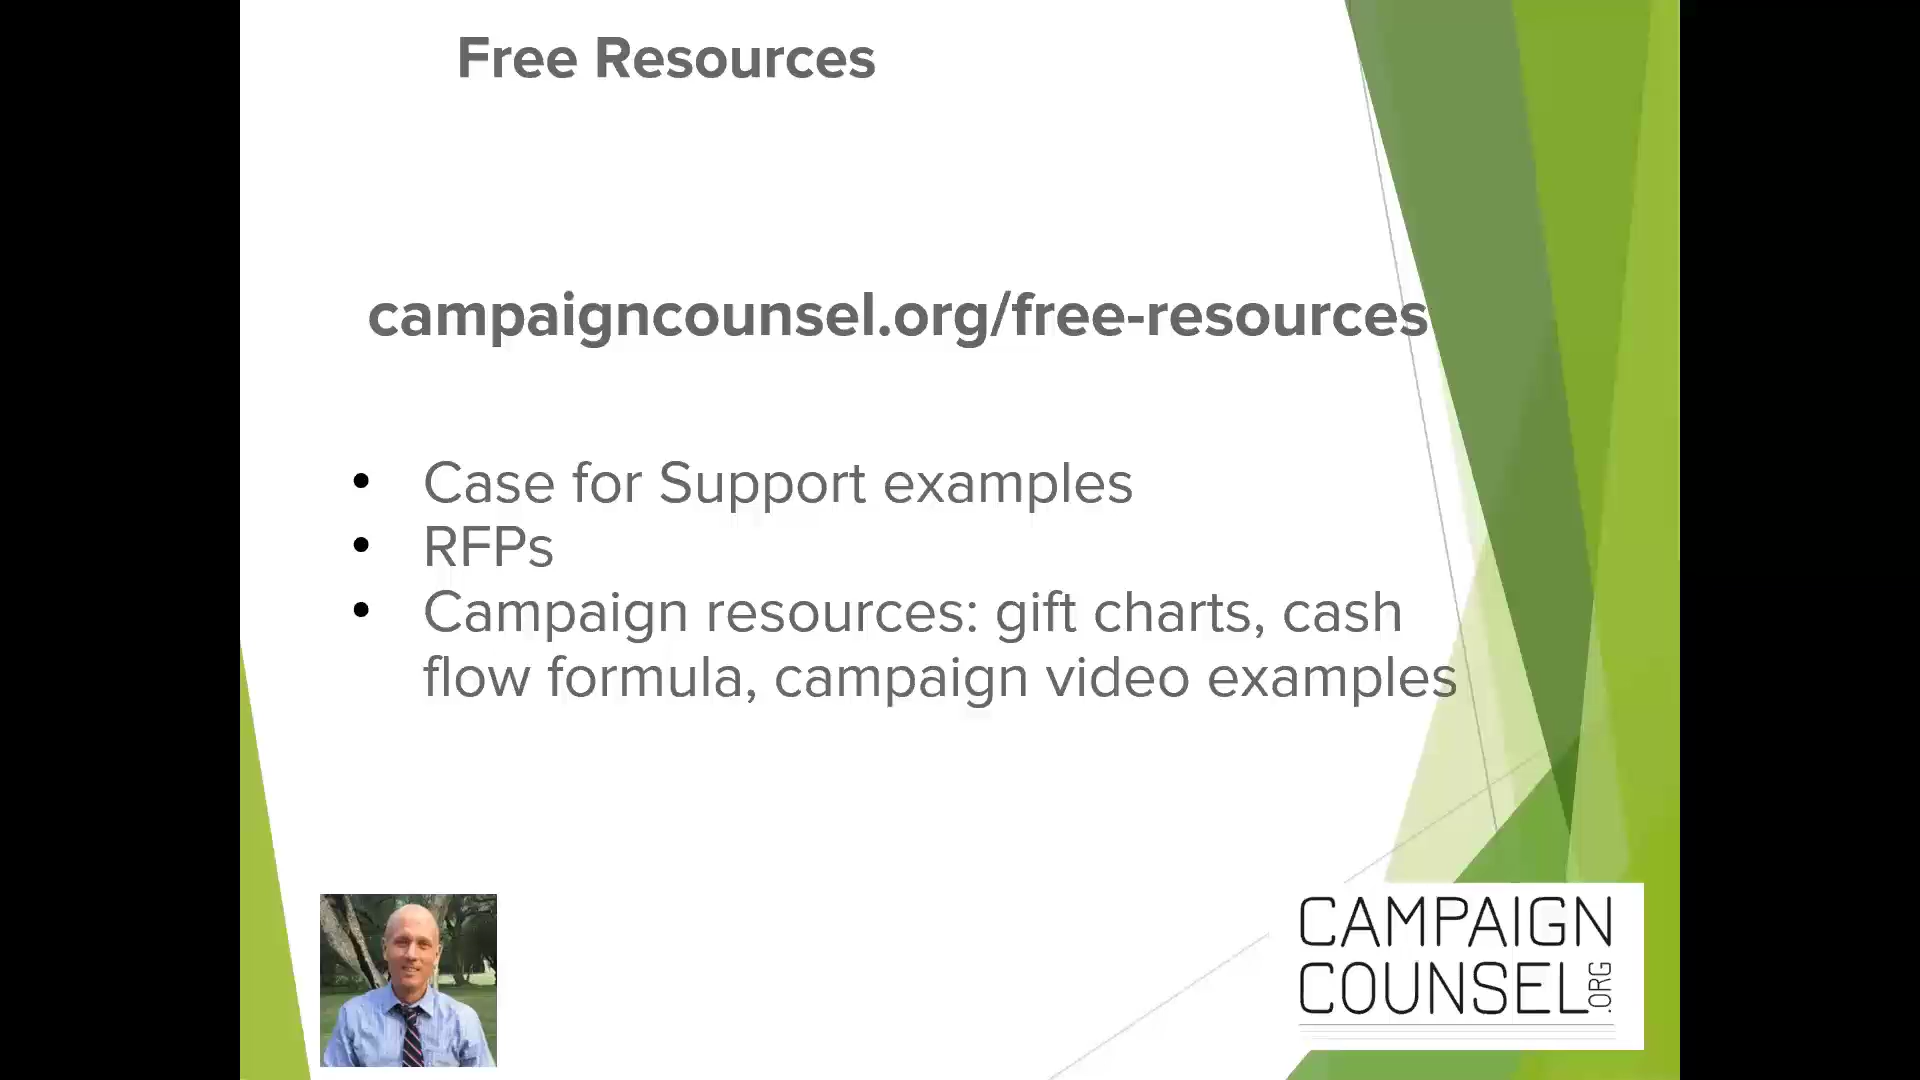 Free Resources
campaigncounsel.org/free-resources
• Case for Support examples
• RFPs
• Campaign resources: gift charts, cash
flow formula, campaign video examples
CAMPAIGN
COUNSEL.ORG